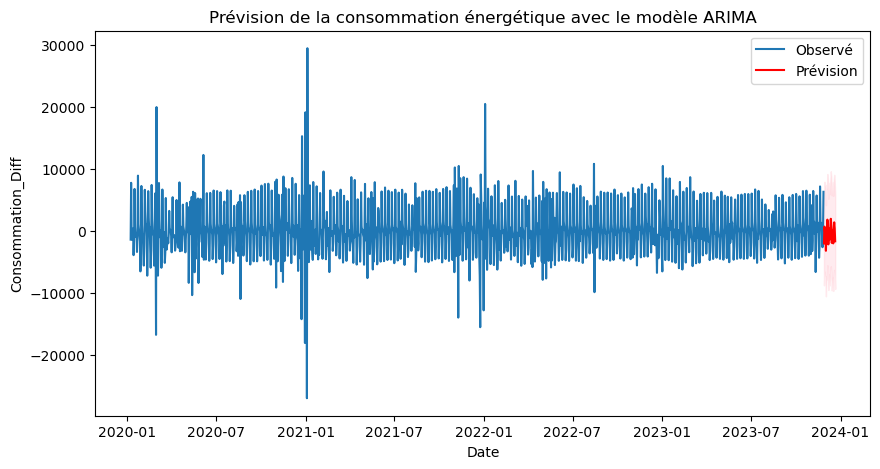 Prévision de la consommation énergétique avec le modèle ARIMA
Observé
Prévision
Consommation_Diff
30000
20000
10000
0
−10000
−20000
2020-01 2020-07 2021-01 2021-07 2022-01 2022-07 2023-01 2023-07 2024-01
Date